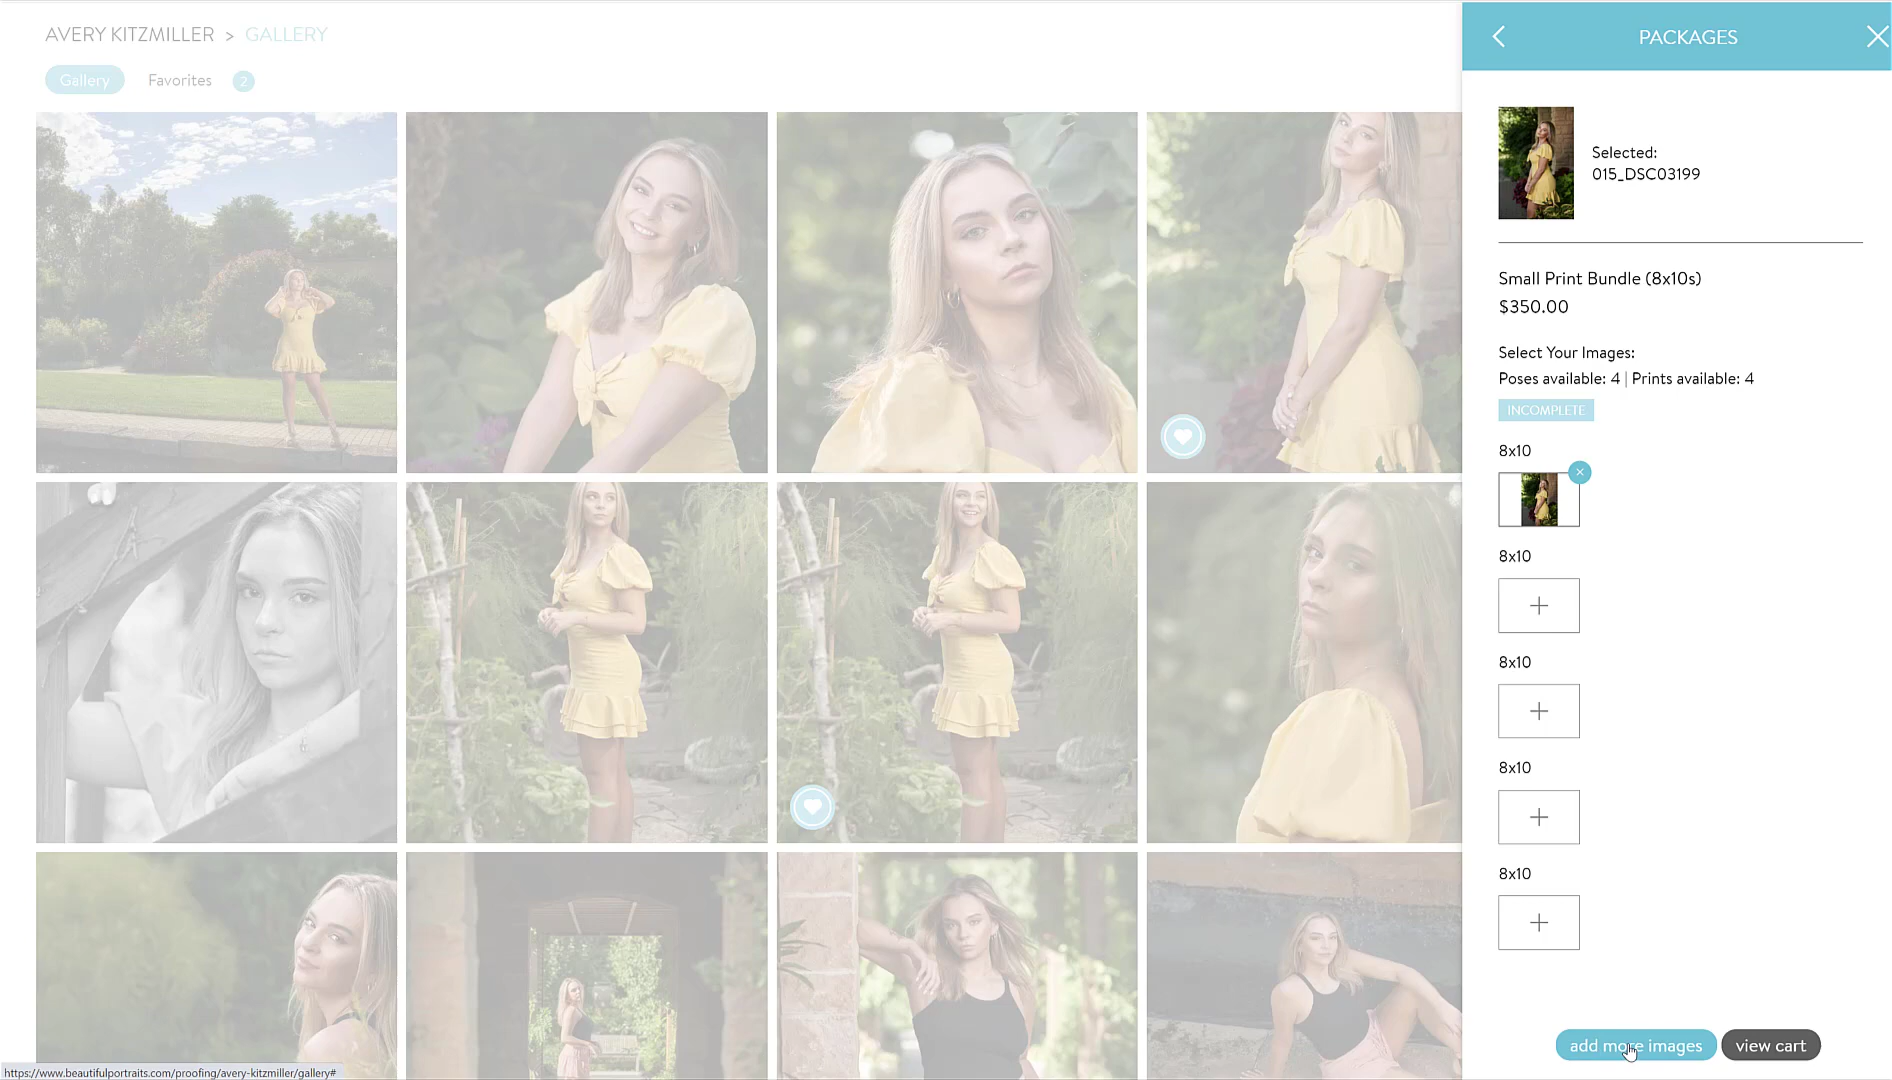 AVERY KITZMILLER > GALLERY
Gallery Favorites 2
PACKAGES
Selected:
015_DSC03199
Small Print Bundle (8x10s)
$350.00
Select Your Images:
Poses available: 4 | Prints available: 4
INCOMPLETE
8x10
8x10
8x10
8x10
8x10
add more images view cart
https://www.beautifulportraits.com/proofing/avery-kitzmiller/gallery#